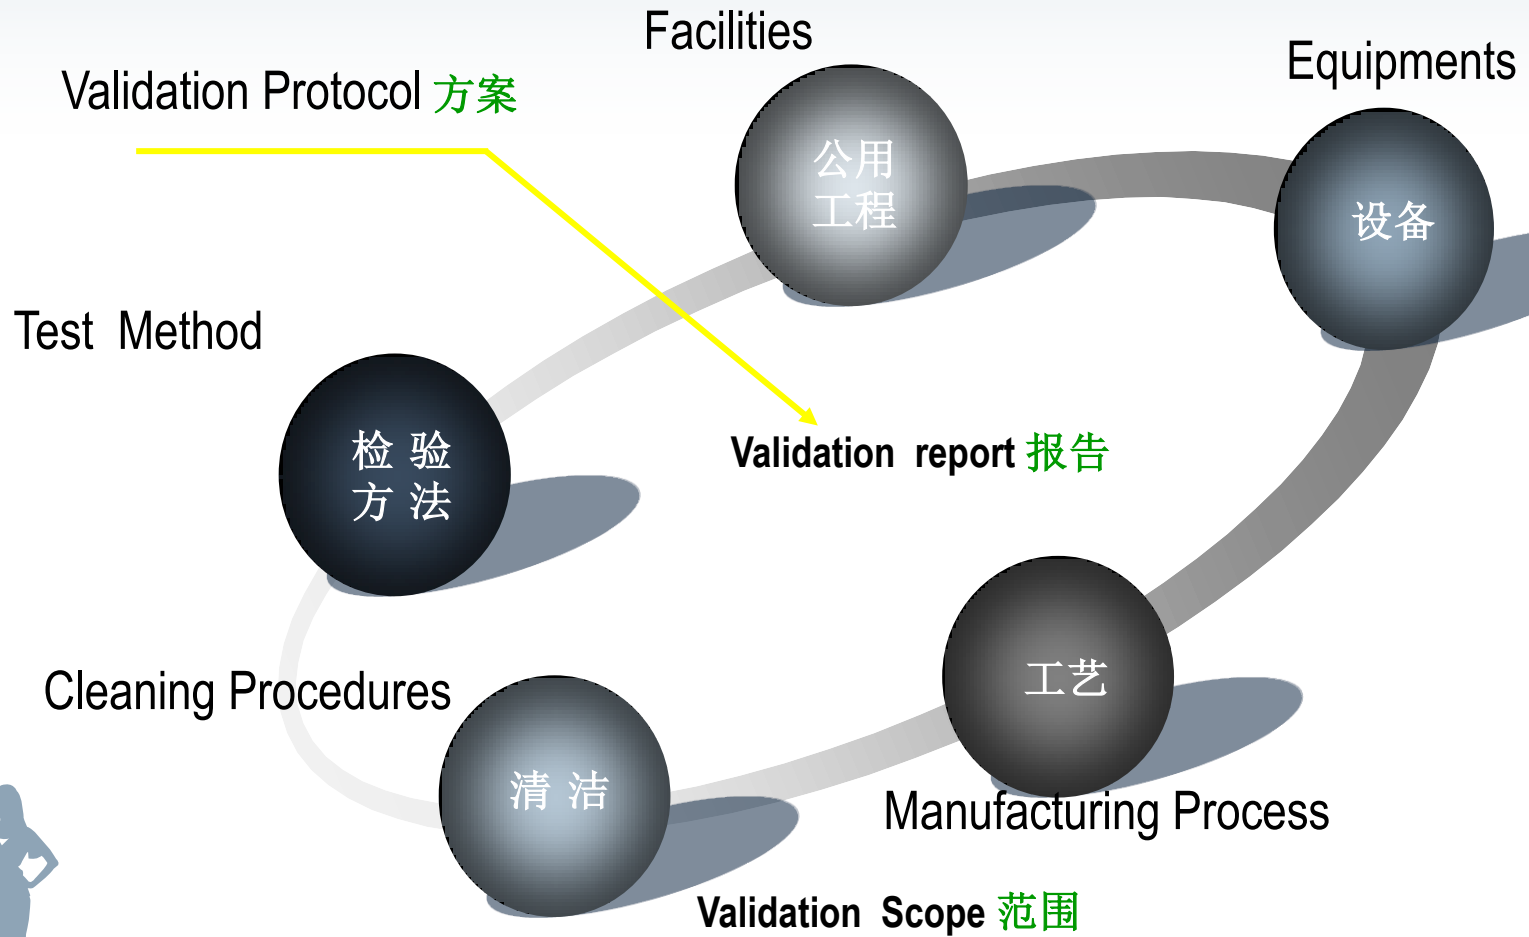 Facilities
Equipments
Validation Protocol 方案
公用
工程
设备
Test Method
检 验
方 法
Validation report 报告
工艺
Cleaning Procedures
清 洁
Manufacturing Process
Validation Scope 范围